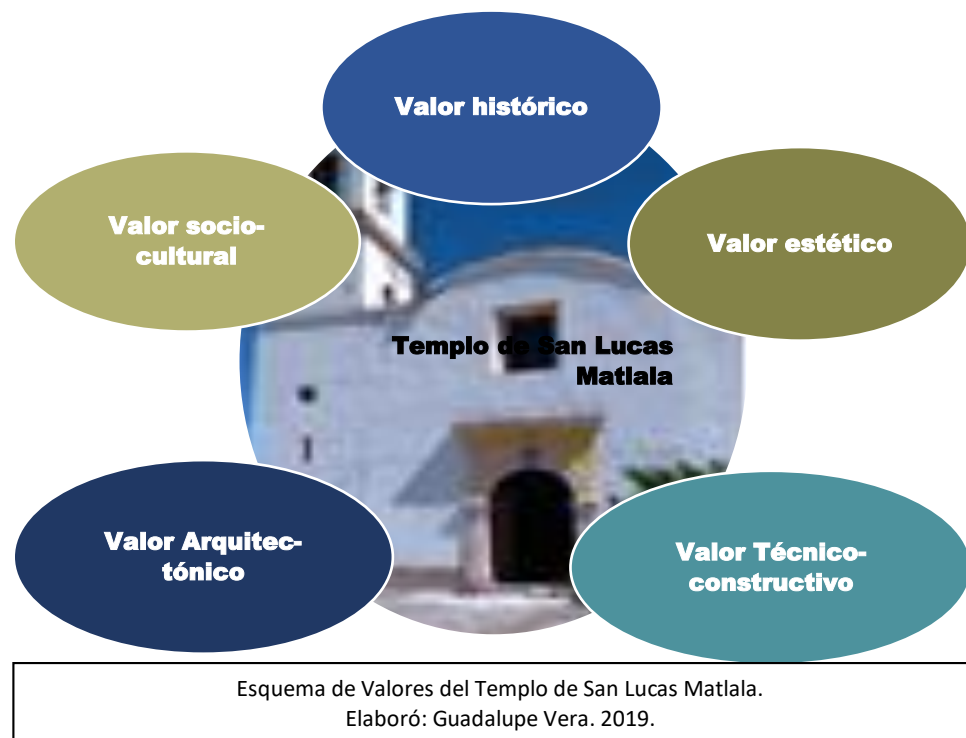 Valor histórico
Valor socio-
cultural
Valor estético
Templo de San Lucas
Matlala
Valor Arquitec-
tónico
Valor Técnico-
constructivo
Esquema de Valores del Templo de San Lucas Matlala.
Elaboró: Guadalupe Vera. 2019.